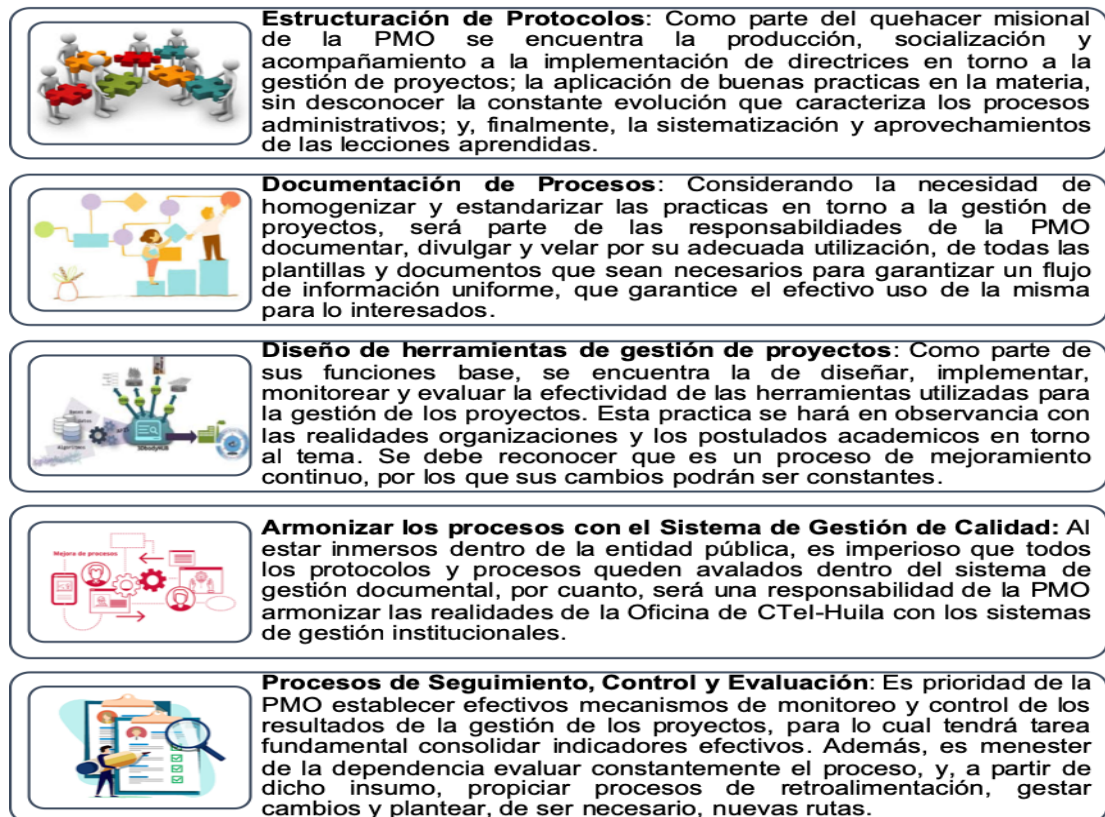 Estructuración de Protocolos: Como parte del quehacer misional
de la PMO se encuentra la producción, socialización y
acompañamiento a la implementación de directrices en torno a la
gestión de proyectos; la aplicación de buenas practicas en la materia,
sin desconocer la constante evolución que caracteriza los procesos
administrativos; y, finalmente, la sistematización y aprovechamientos
de las lecciones aprendidas.
Documentación de Procesos: Considerando la necesidad de
homogenizar y estandarizar las practicas en torno a la gestión de
proyectos, será parte de las responsabildiades de la PMO
documentar, divulgar y velar por su adecuada utilización, de todas las
plantillas y documentos que sean necesarios para garantizar un flujo
de información uniforme, que garantice el efectivo uso de la misma
para lo interesados.
Diseño de herramientas de gestión de proyectos: Como parte de
sus funciones base, se encuentra la de diseñar, implementar,
monitorear y evaluar la efectividad de las herramientas utilizadas para
la gestión de los proyectos. Esta practica se hará en observancia con
las realidades organizaciones y los postulados academicos en torno
al tema. Se debe reconocer que es un proceso de mejoramiento
continuo, por los que sus cambios podrán ser constantes.
Mejora de procesos
Armonizar los procesos con el Sistema de Gestión de Calidad: Al
estar inmersos dentro de la entidad pública, es imperioso que todos
los protocolos y procesos queden avalados dentro del sistema de
gestión documental, por cuanto, será una responsabilidad de la PMO
armonizar las realidades de la Oficina de CTeI-Huila con los sistemas
de gestión institucionales.
Procesos de Seguimiento, Control y Evaluación: Es prioridad de la
PMO establecer efectivos mecanismos de monitoreo y control de los
resultados de la gestión de los proyectos, para lo cual tendrá tarea
fundamental consolidar indicadores efectivos. Además, es menester
de la dependencia evaluar constantemente el proceso, y, a partir de
dicho insumo, propiciar procesos de retroalimentación, gestar
cambios y plantear, de ser necesario, nuevas rutas.